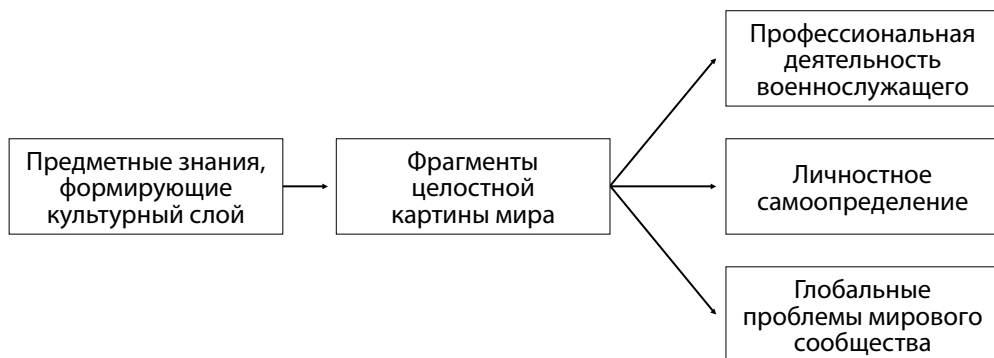 Предметные знания,
формирующие
культурный слой
Фрагменты
целостной
картины мира
Профессиональная
деятельность
военнослужащего
Личностное
самоопределение
Глобальные
проблемы мирового
сообщества